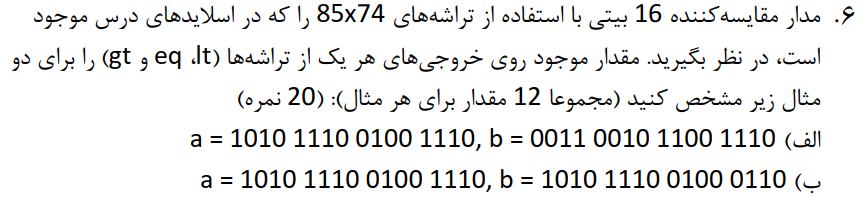 ۶. مدار مقایسه‌کننده 16 بیتی با استفاده از تراشه‌های 85x74 را که در اسلایدهای درس موجود
است، در نظر بگیرید. مقدار موجود روی خروجی‌های هر یک از تراشه‌ها (eq ،lt و gt) را برای دو
مثال زیر مشخص کنید (مجموعا 12 مقدار برای هر مثال): (20 نمره)
الف) a = 1010 1110 0100 1110, b = 0011 0010 1100 1110
ب) a = 1010 1110 0100 1110, b = 1010 1110 0100 0110